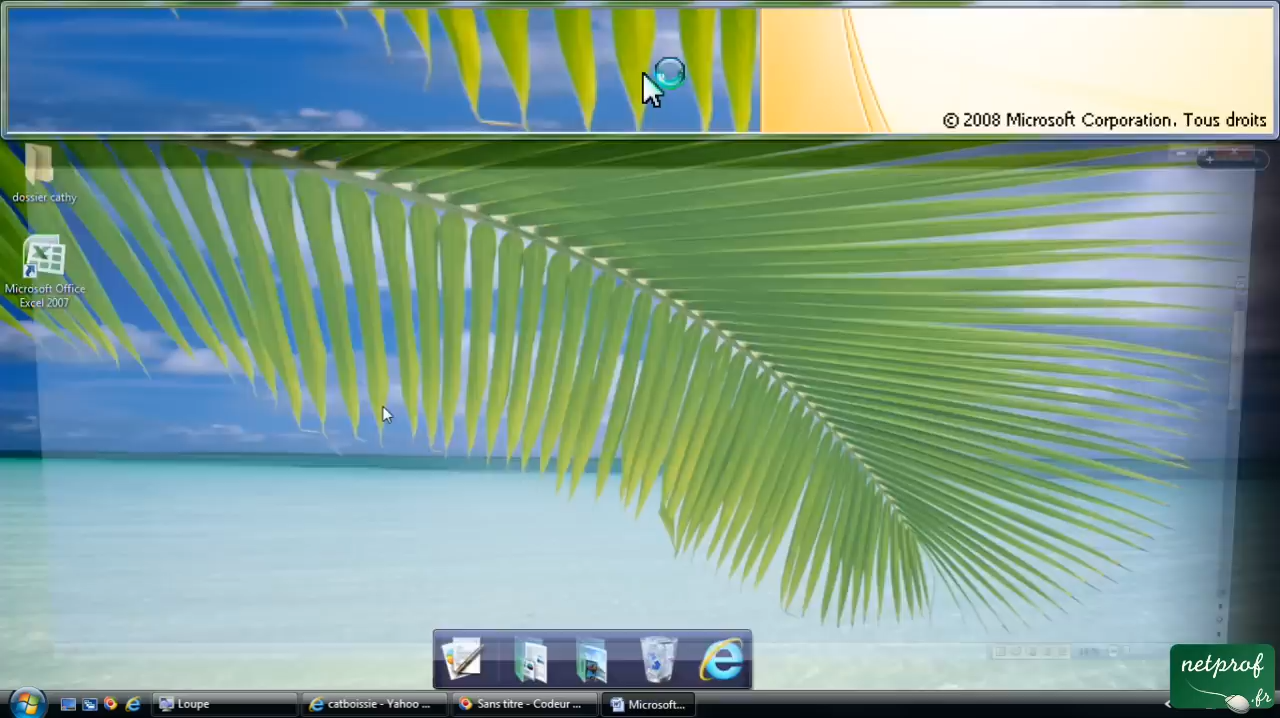 © 2008 Microsoft Corporation. Tous droits
dossier cathy
Microsoft Office
Excel 2007
netprof
.fr
Loupe
catboissie - Yahoo ...
Sans titre - Codeur ...
Microsoft...